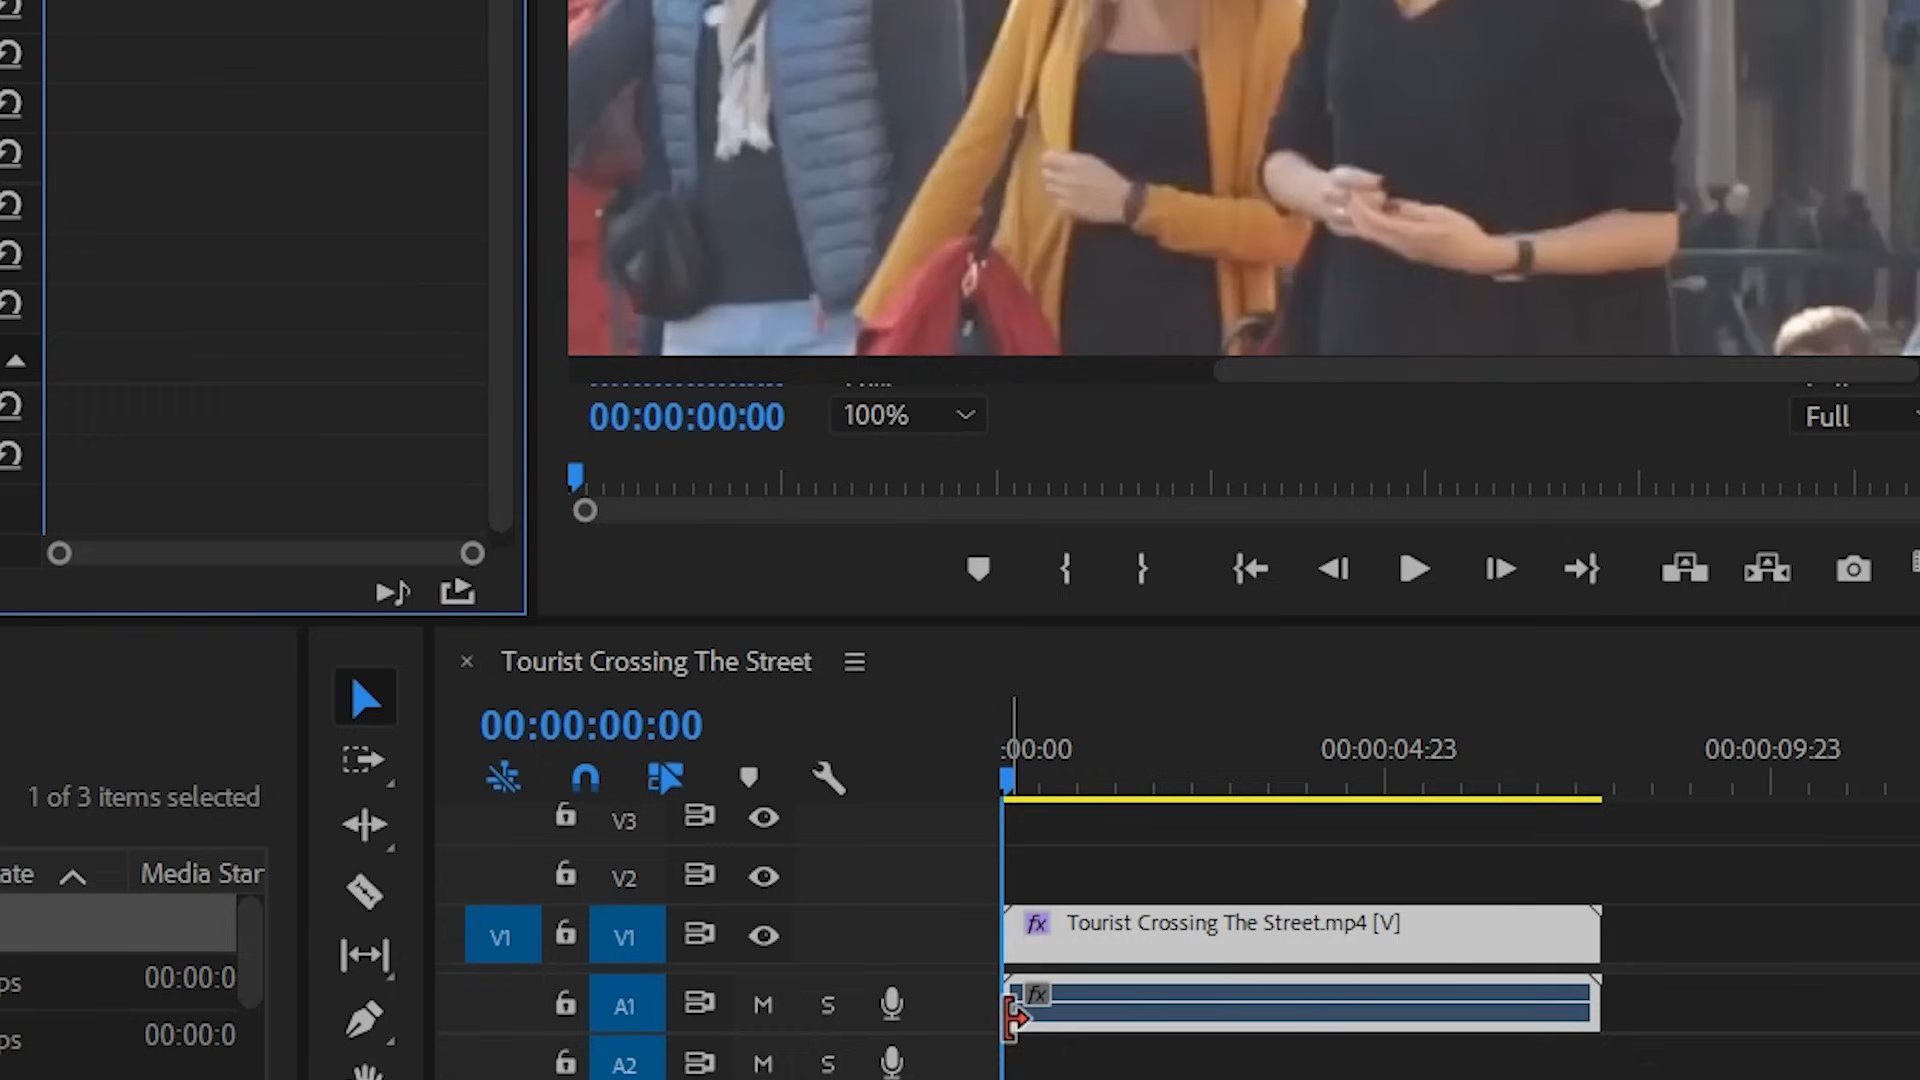 00:00:00:00
100%
Full
Tourist Crossing The Street
00:00:00:00
:00:00
00:00:04:23
00:00:09:23
1 of 3 items selected
V3
V2
ate
Media Star
V1
V1
fx
Tourist Crossing The Street.mp4 [V]
ps
00:00:0
A1
M
S
fx
ps
00:00:0
A2
M
S